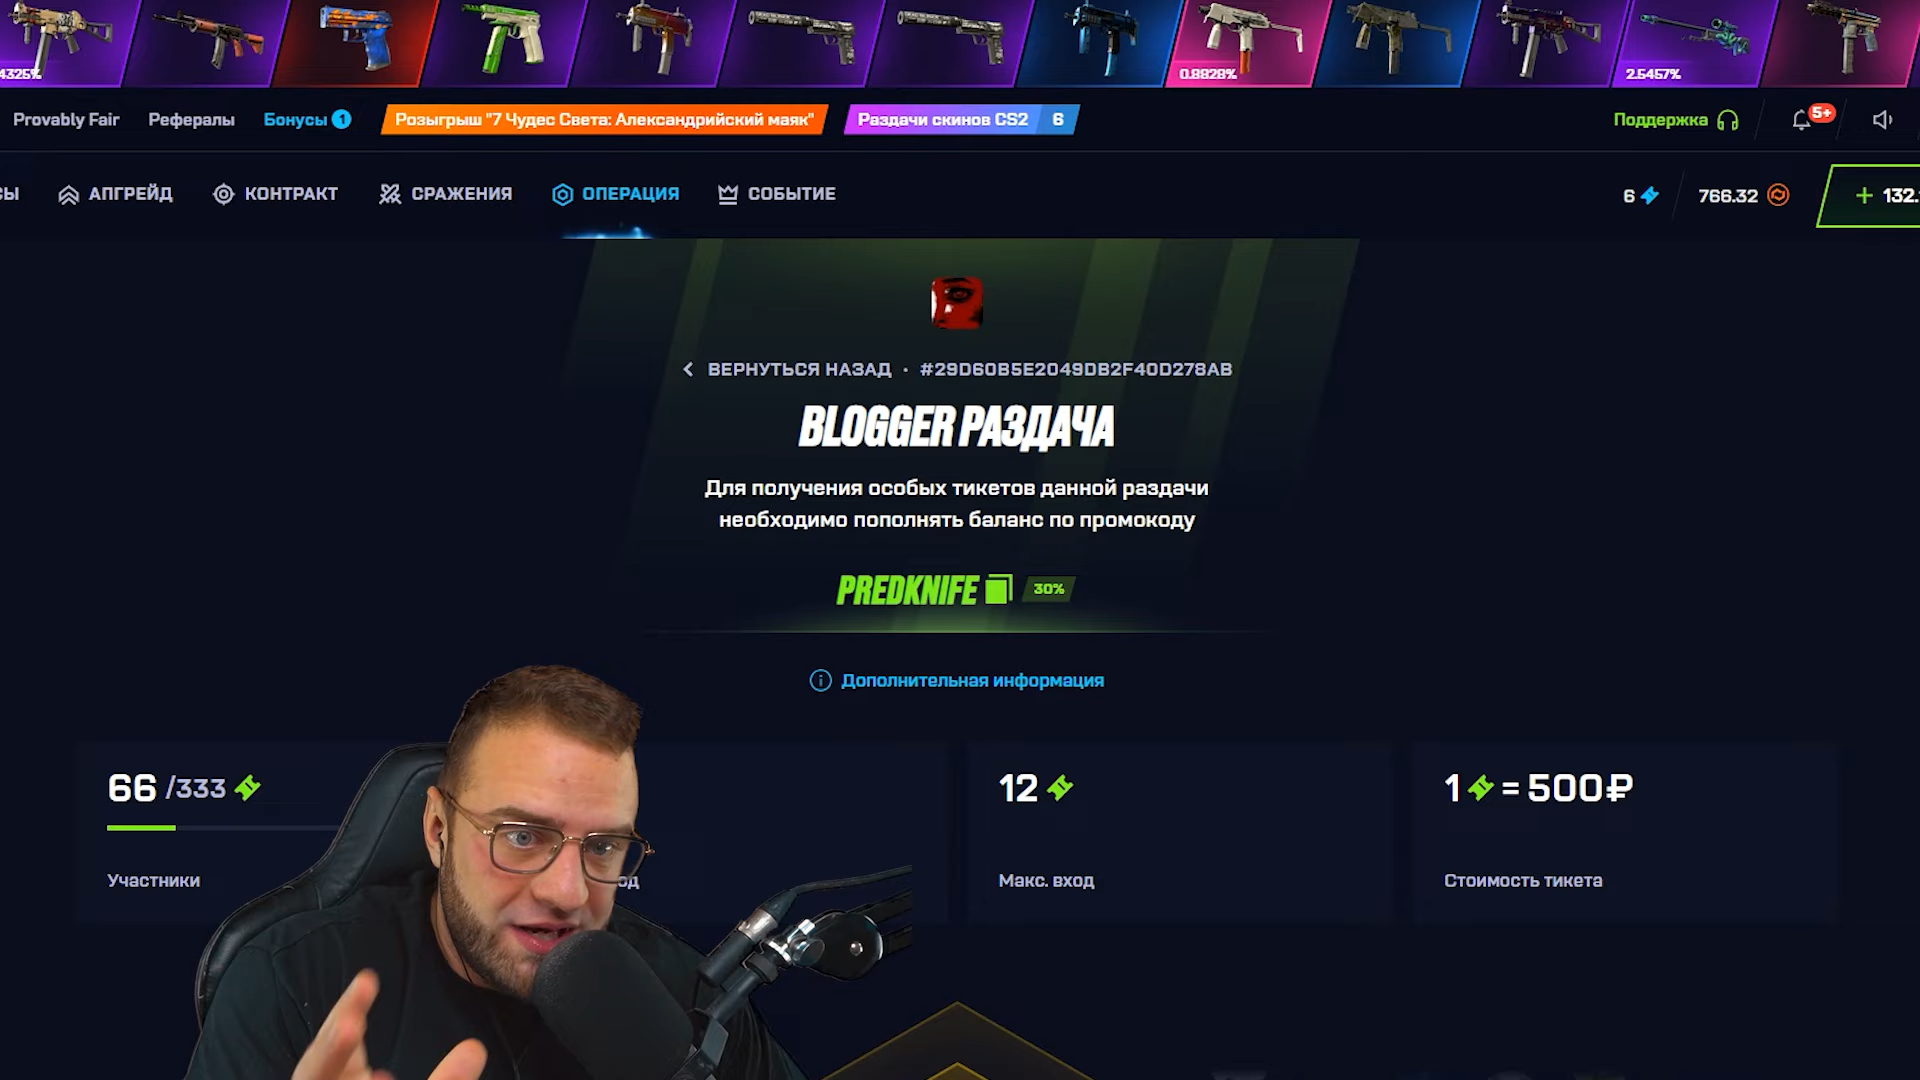 4325%
0.8828%
2.5457%
Provably Fair
Рефералы
Бонусы 1
Розыгрыш "7 Чудес Света: Александрийский маяк"
Раздачи скинов CS2 6
Поддержка
5+
СЫ
АПГРЕЙД
КОНТРАКТ
СРАЖЕНИЯ
ОПЕРАЦИЯ
СОБЫТИЕ
6
766.32
+ 132.
ВЕРНУТЬСЯ НАЗАД · #29D60B5E2049DB2F40D278AB
BLOGGER РАЗДАЧА
Для получения особых тикетов данной раздачи
необходимо пополнять баланс по промокоду
PREDKNIFE 30%
Дополнительная информация
66 /333
Участники
од
12
Макс. вход
1 = 500₽
Стоимость тикета